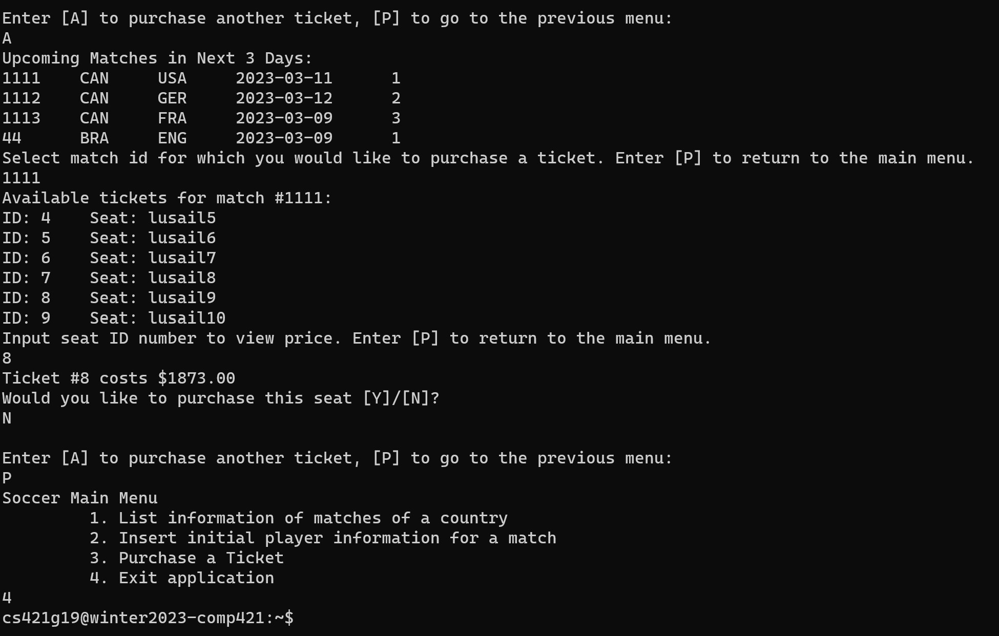 Enter [A] to purchase another ticket, [P] to go to the previous menu:
A
Upcoming Matches in Next 3 Days:
1111    CAN     USA     2023-03-11      1
1112    CAN     GER     2023-03-12      2
1113    CAN     FRA     2023-03-09      3
44      BRA     ENG     2023-03-09      1
Select match id for which you would like to purchase a ticket. Enter [P] to return to the main menu.
1111
Available tickets for match #1111:
ID: 4    Seat: lusail5
ID: 5    Seat: lusail6
ID: 6    Seat: lusail7
ID: 7    Seat: lusail8
ID: 8    Seat: lusail9
ID: 9    Seat: lusail10
Input seat ID number to view price. Enter [P] to return to the main menu.
8
Ticket #8 costs $1873.00
Would you like to purchase this seat [Y]/[N]?
N
Enter [A] to purchase another ticket, [P] to go to the previous menu:
P
Soccer Main Menu
         1. List information of matches of a country
         2. Insert initial player information for a match
         3. Purchase a Ticket
         4. Exit application
4
cs421g19@winter2023-comp421:~$